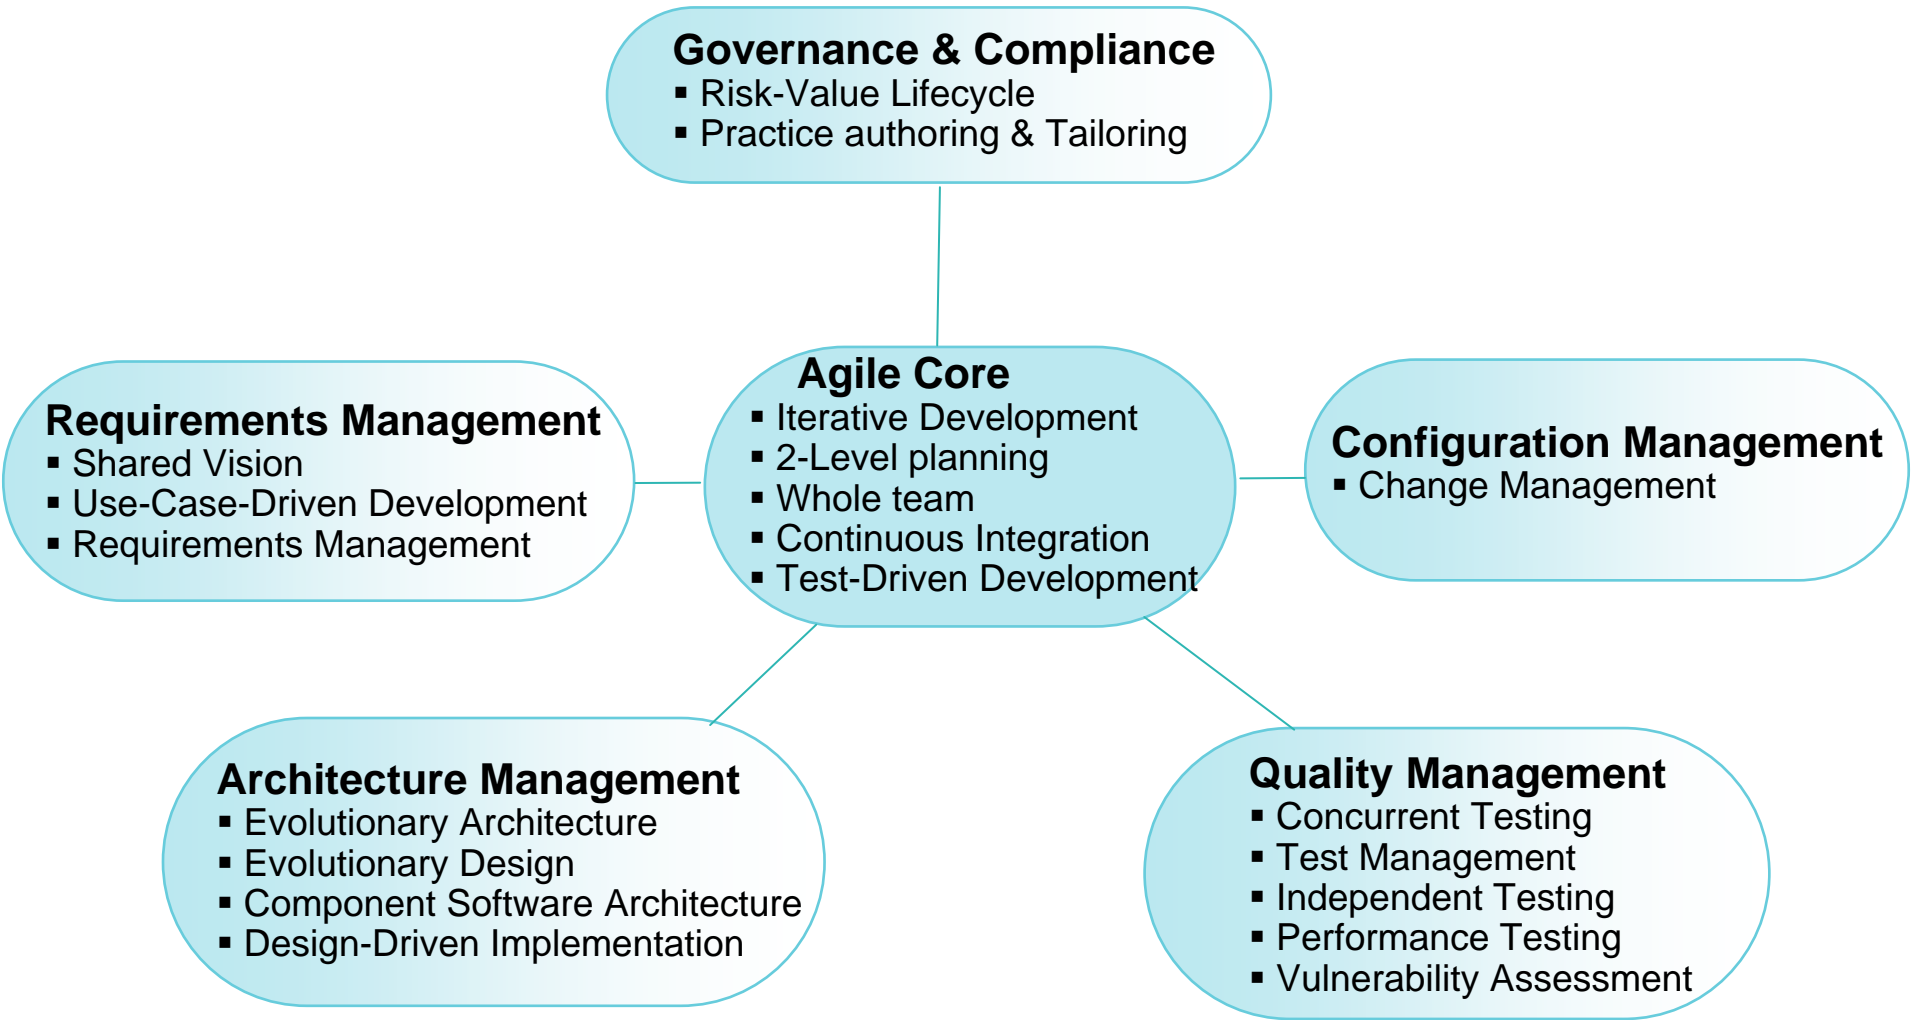 Governance & Compliance
▪ Risk-Value Lifecycle
▪ Practice authoring & Tailoring
Requirements Management
▪ Shared Vision
▪ Use-Case-Driven Development
▪ Requirements Management
Agile Core
▪ Iterative Development
▪ 2-Level planning
▪ Whole team
▪ Continuous Integration
▪ Test-Driven Development
Configuration Management
▪ Change Management
Architecture Management
▪ Evolutionary Architecture
▪ Evolutionary Design
▪ Component Software Architecture
▪ Design-Driven Implementation
Quality Management
▪ Concurrent Testing
▪ Test Management
▪ Independent Testing
▪ Performance Testing
▪ Vulnerability Assessment